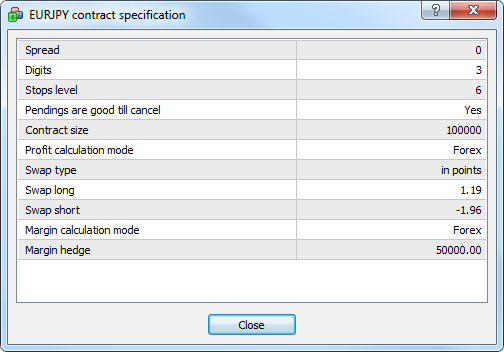 EURJPY contract specification
Spread 0
Digits 3
Stops level 6
Pendings are good till cancel Yes
Contract size 100000
Profit calculation mode Forex
Swap type in points
Swap long 1.19
Swap short -1.96
Margin calculation mode Forex
Margin hedge 50000.00
Close